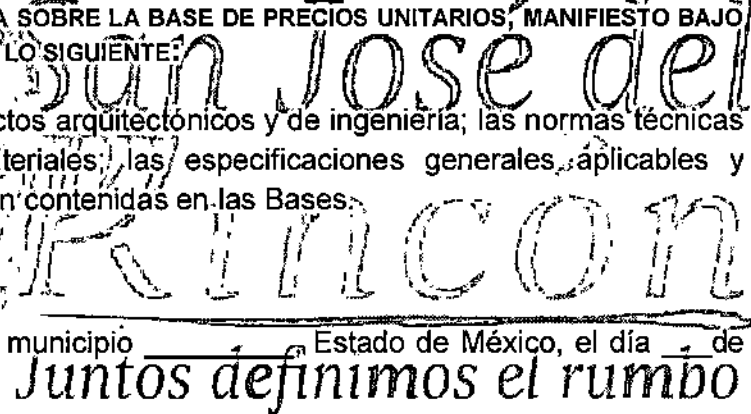 A SOBRE LA BASE DE PRECIOS UNITARIOS, MANIFIESTO BAJO
LO SIGUIENTE:
San José del
ctos arquitectónicos y de ingeniería; las normas técnicas
teriales, las especificaciones generales aplicables y
n contenidas en las Bases.
Rincón
municipio __________ Estado de México, el día ___ de
Juntos definimos el rumbo